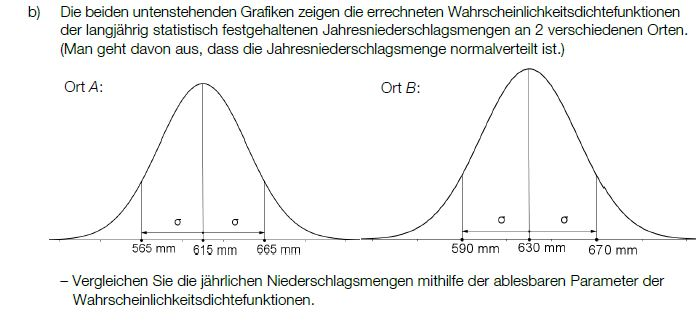 b) Die beiden untenstehenden Grafiken zeigen die errechneten Wahrscheinlichkeitsdichtefunktionen
der langjährig statistisch festgehaltenen Jahresniederschlagsmengen an 2 verschiedenen Orten.
(Man geht davon aus, dass die Jahresniederschlagsmenge normalverteilt ist.)
Ort A:
σ σ
565 mm 615 mm 665 mm
Ort B:
σ σ
590 mm 630 mm 670 mm
– Vergleichen Sie die jährlichen Niederschlagsmengen mithilfe der ablesbaren Parameter der
Wahrscheinlichkeitsdichtefunktionen.